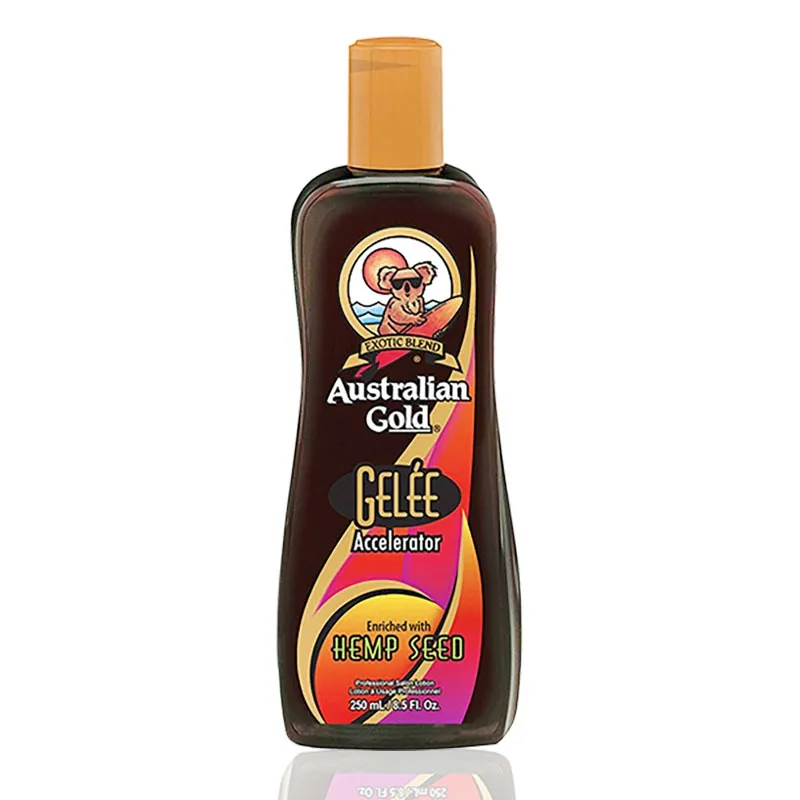 EXOTIC BLEND
®
Australian
Gold®
GELÉE
Accelerator
Enriched with
HEMP SEED
Professional Salon Lotion
Lotion à Usage Professionnel
250 mL / 8.5 Fl. Oz.